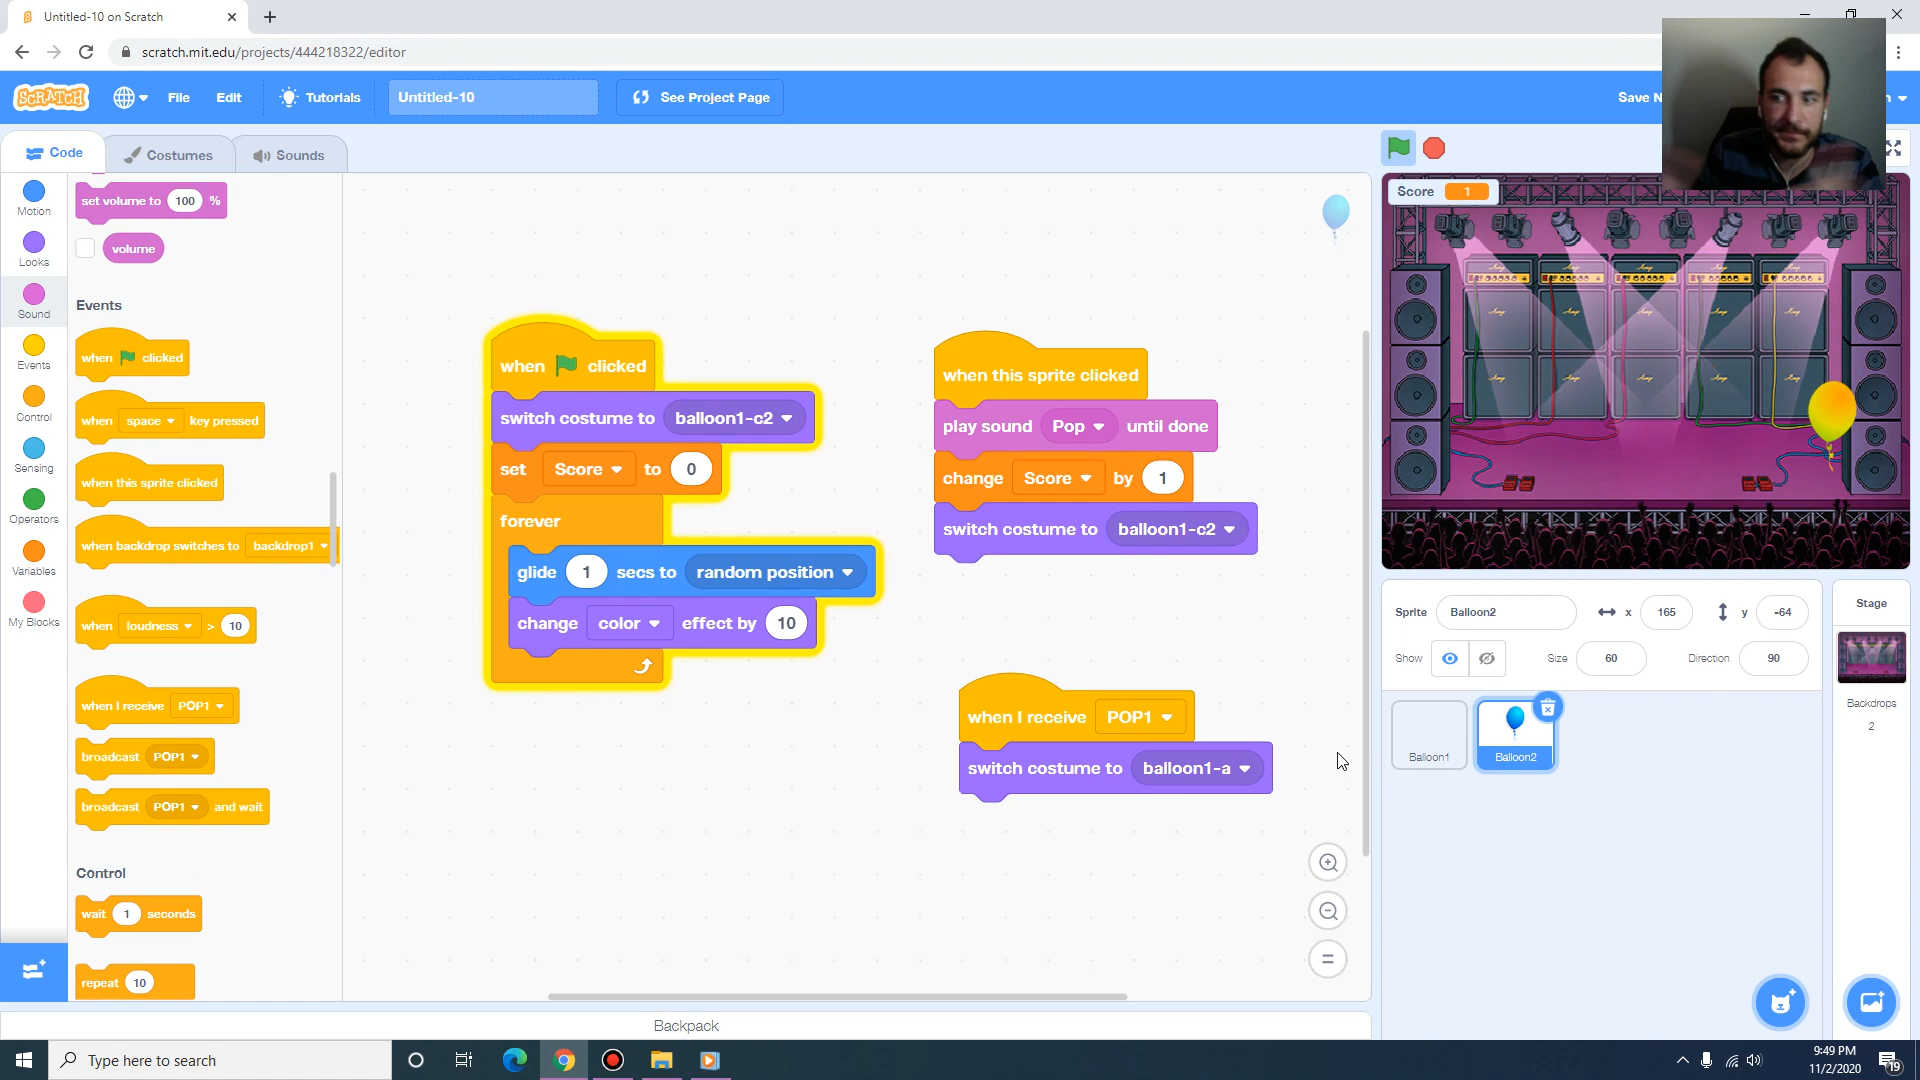 Untitled-10 on Scratch
scratch.mit.edu/projects/444218322/editor
SCRATCH
File
Edit
Tutorials
Untitled-10
See Project Page
Save N
Code
Costumes
Sounds
Motion
Looks
Sound
Events
Control
Sensing
Operators
Variables
My Blocks
set volume to 100 %
volume
Events
when clicked
when space key pressed
when this sprite clicked
when backdrop switches to backdrop1
when loudness > 10
when I receive POP1
broadcast POP1
broadcast POP1 and wait
Control
wait 1 seconds
repeat 10
when clicked
switch costume to balloon1-c2
set Score to 0
forever
glide 1 secs to random position
change color effect by 10
when this sprite clicked
play sound Pop until done
change Score by 1
switch costume to balloon1-c2
when I receive POP1
switch costume to balloon1-a
Score 1
Sprite Balloon2 x 165 y -64
Show Size 60 Direction 90
Balloon1
Balloon2
Stage
Backdrops
2
Backpack
Type here to search
9:49 PM
11/2/2020
19